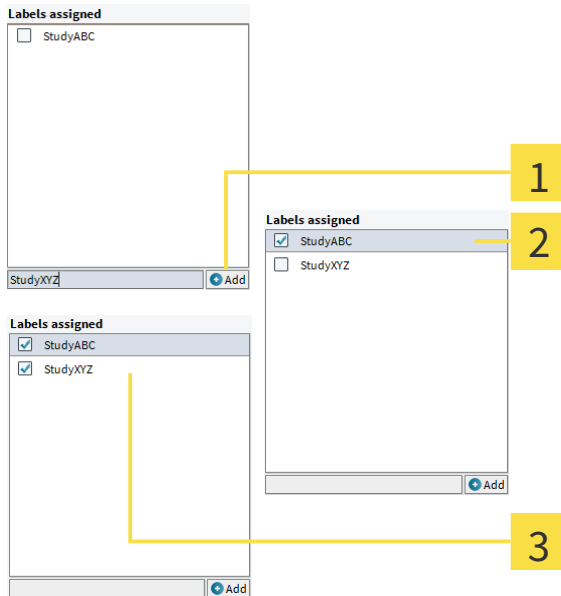 Labels assigned
StudyABC
1
StudyXYZ Add
Labels assigned
2
StudyABC
StudyXYZ
Add
Labels assigned
StudyABC
StudyXYZ
3
Add